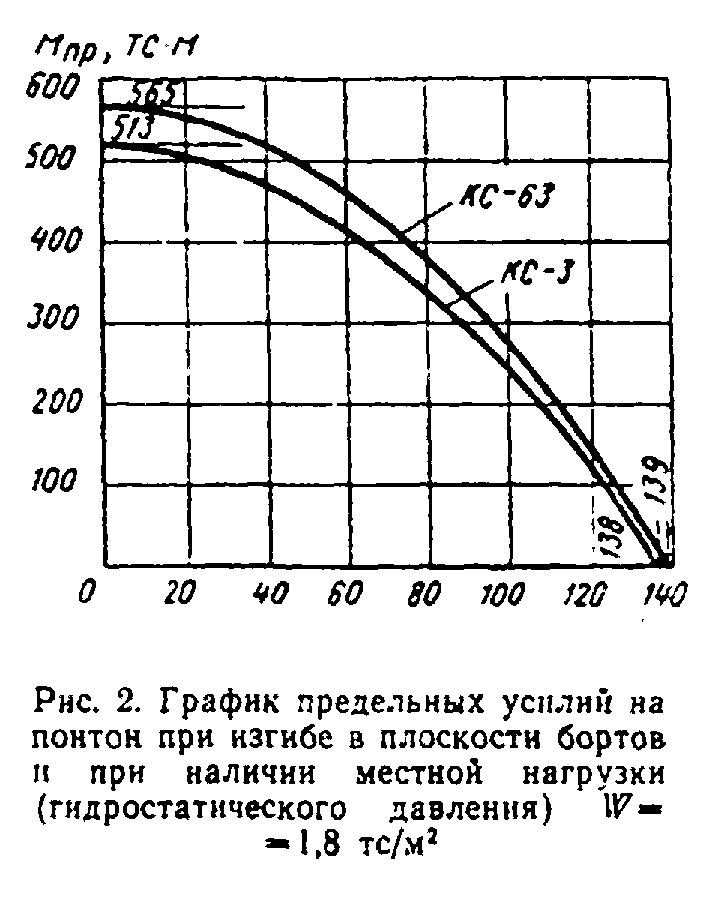 Mпр, ТС·М
600
565
513
500
КС-63
400
КС-3
300
200
100
139
138
0 20 40 60 80 100 120 140
Рис. 2. График предельных усилий на
понтон при изгибе в плоскости бортов
и при наличии местной нагрузки
(гидростатического давления) W=
=1,8 тс/м²